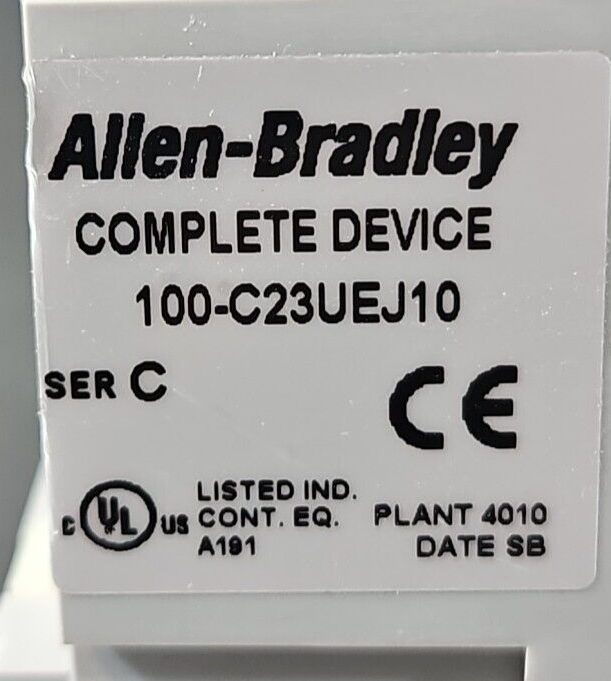 Allen-Bradley
COMPLETE DEVICE
100-C23UEJ10
SER C
CE
C UL US
LISTED IND.
CONT. EQ.
A191
PLANT 4010
DATE SB